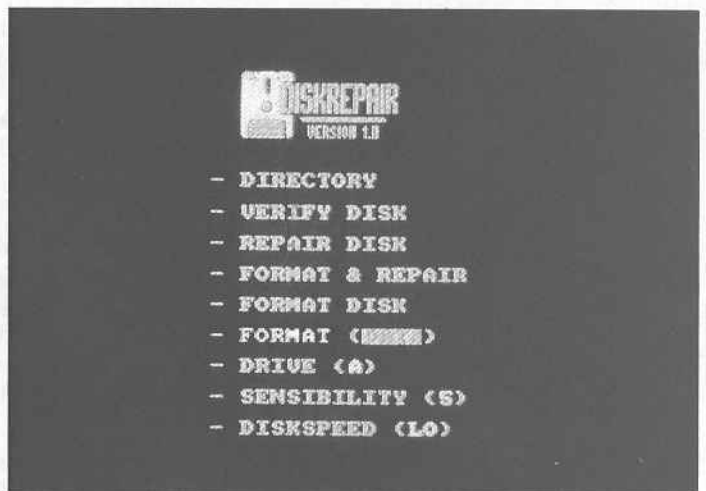 DISKREPAIR
VERSION 1.0
- DIRECTORY
- VERIFY DISK
- REPAIR DISK
- FORMAT & REPAIR
- FORMAT DISK
- FORMAT ( )
- DRIVE (A)
- SENSIBILITY (5)
- DISKSPEED (LO)